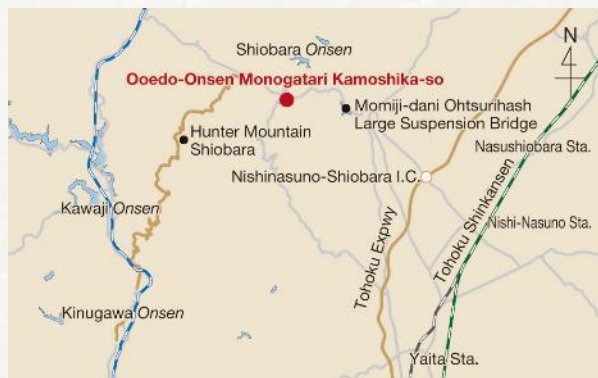 Shiobara Onsen
N
Ooedo-Onsen Monogatari Kamoshika-so
Momiji-dani Ohtsurihash
Large Suspension Bridge
Hunter Mountain
Shiobara
Nasushiobara Sta.
Nishinasuno-Shiobara I.C.
Kawaji Onsen
Tohoku Shinkansen
Nishi-Nasuno Sta.
Tohoku Expwy
Kinugawa Onsen
Yaita Sta.